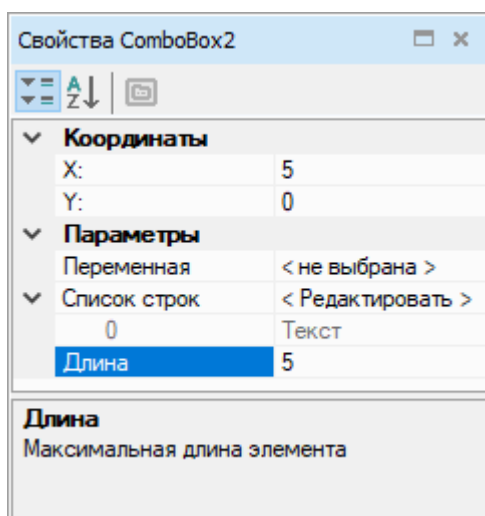 Свойства ComboBox2
A
Z
Координаты
X: 5
Y: 0
Параметры
Переменная < не выбрана >
Список строк < Редактировать >
0 Текст
Длина 5
Длина
Максимальная длина элемента